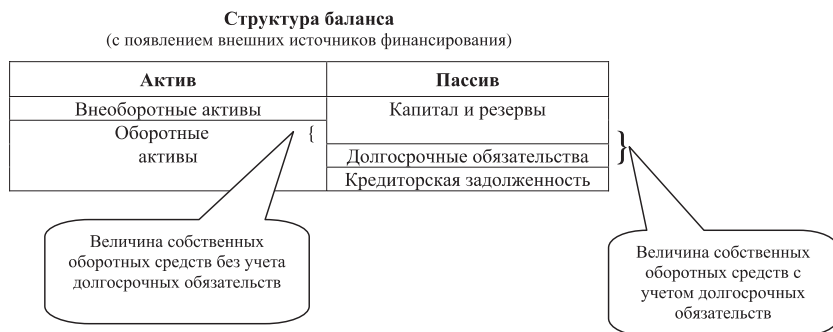 Структура баланса
(с появлением внешних источников финансирования)
Актив
Пассив
Внеоборотные активы
Капитал и резервы
Оборотные {
активы
}
Долгосрочные обязательства
Кредиторская задолженность
Величина собственных
оборотных средств без учета
долгосрочных обязательств
Величина собственных
оборотных средств с
учетом долгосрочных
обязательств